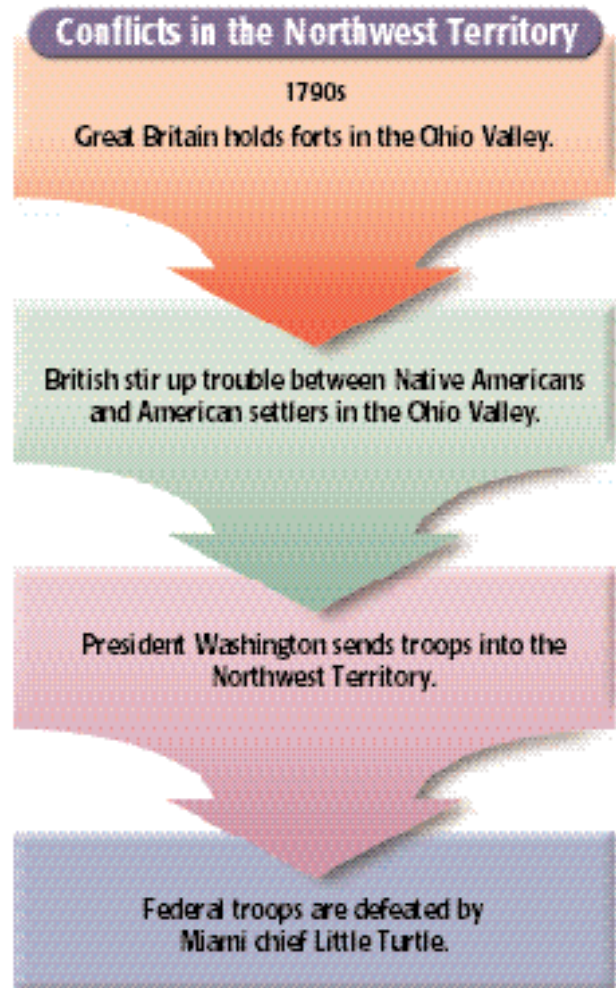 Conflicts in the Northwest Territory
1790s
Great Britain holds forts in the Ohio Valley.
British stir up trouble between Native Americans
and American settlers in the Ohio Valley.
President Washington sends troops into the
Northwest Territory.
Federal troops are defeated by
Miami chief Little Turtle.